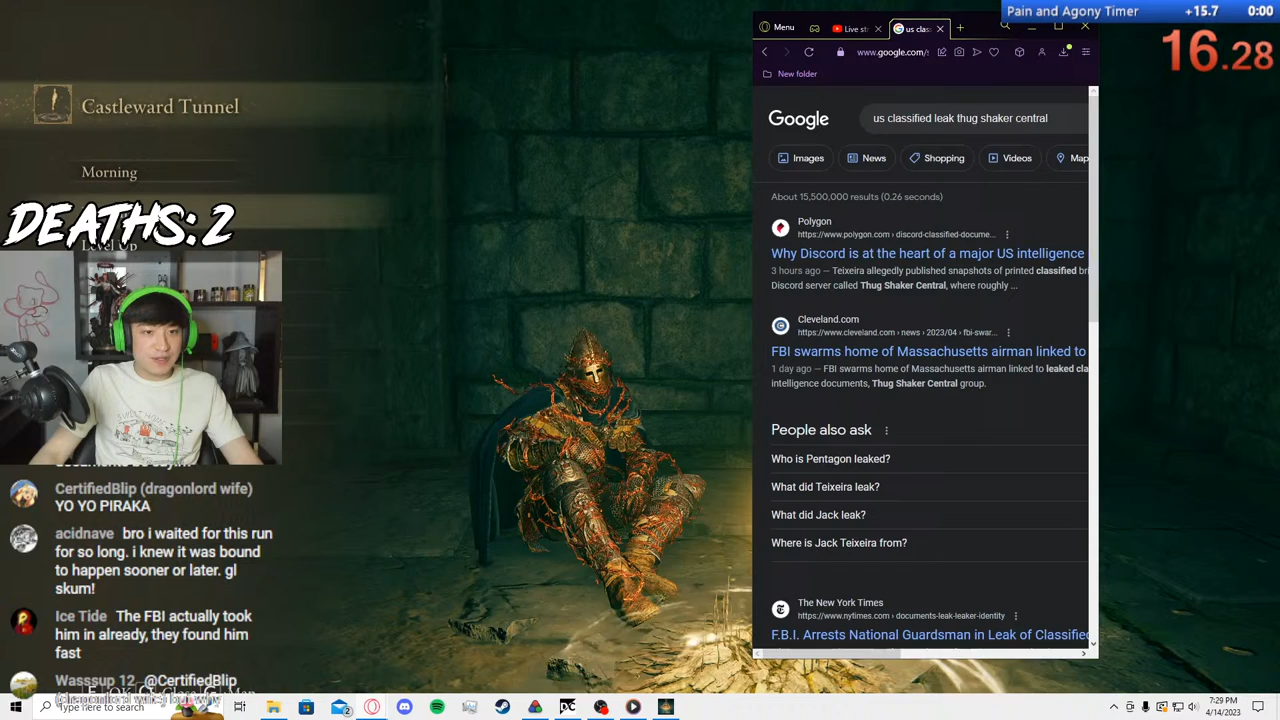 Pain and Agony Timer +15.7 0:00
16.28
Menu
Live st
us clas
www.google.com/s
New folder
Google
us classified leak thug shaker central
Images
News
Shopping
Videos
Map
About 15,500,000 results (0.26 seconds)
Polygon
https://www.polygon.com › discord-classified-docume...
Why Discord is at the heart of a major US intelligence
3 hours ago — Teixeira allegedly published snapshots of printed classified bri
Discord server called Thug Shaker Central, where roughly ...
Cleveland.com
https://www.cleveland.com › news › 2023/04 › fbi-swar...
FBI swarms home of Massachusetts airman linked to
1 day ago — FBI swarms home of Massachusetts airman linked to leaked cla
intelligence documents, Thug Shaker Central group.
People also ask
Who is Pentagon leaked?
What did Teixeira leak?
What did Jack leak?
Where is Jack Teixeira from?
The New York Times
https://www.nytimes.com › documents-leak-leaker-identity
F.B.I. Arrests National Guardsman in Leak of Classified
Castleward Tunnel
Morning
DEATHS: 2
Level Up
CertifiedBlip (dragonlord wife)
YO YO PIRAKA
acidnave bro i waited for this run
for so long. i knew it was bound
to happen sooner or later. gl
skum!
Ice Tide The FBI actually took
him in already, they found him
fast
Wasssup 12 @CertifiedBlip
Type here to search
7:29 PM
4/14/2023